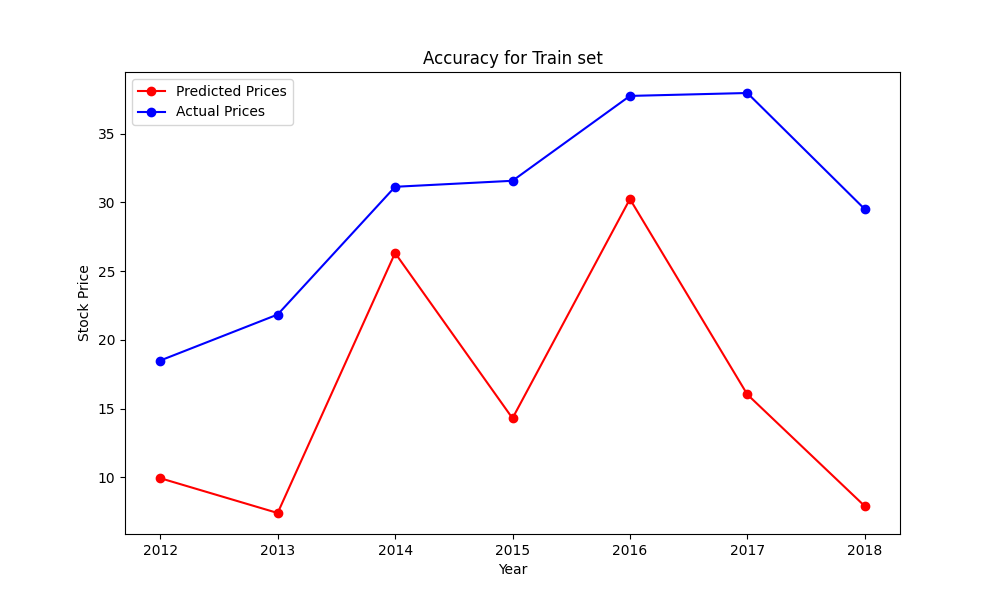 Accuracy for Train set
Predicted Prices
Actual Prices
35
30
25
20
15
10
Stock Price
2012 2013 2014 2015 2016 2017 2018
Year